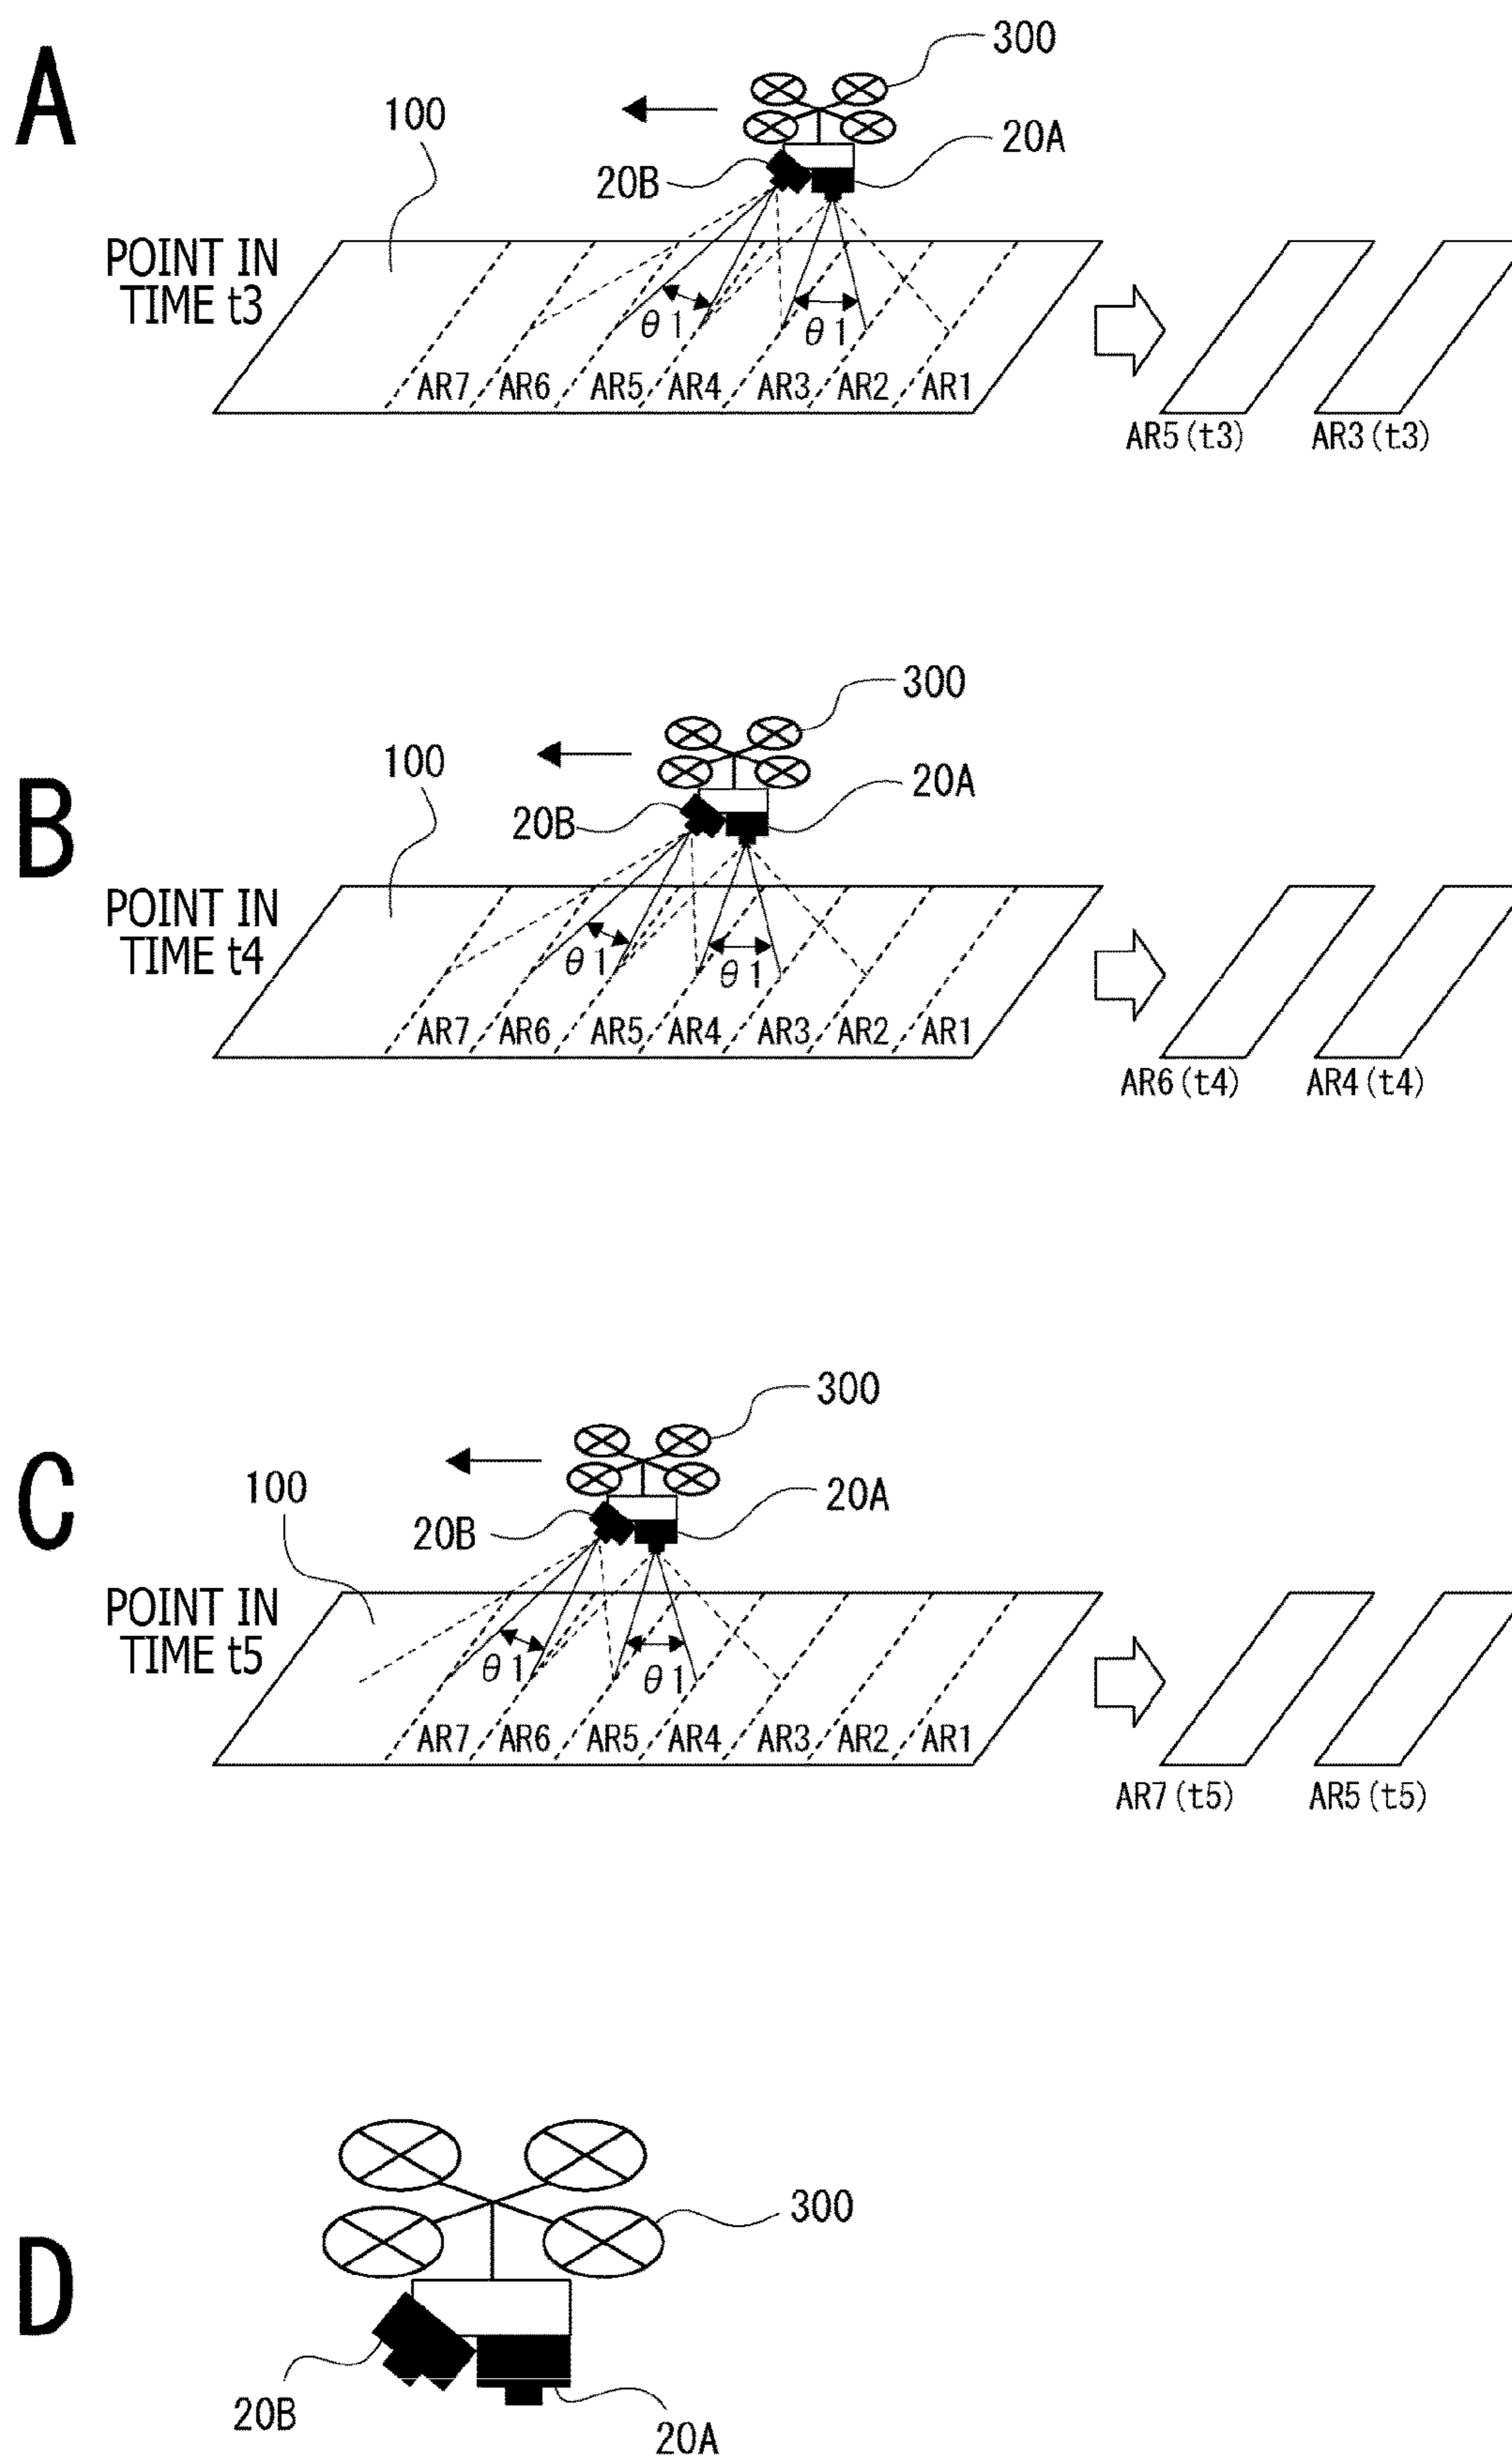 A
300
100
20A
20B
POINT IN
TIME t3
θ1
θ1
AR7 AR6 AR5 AR4 AR3 AR2 AR1
AR5(t3) AR3(t3)
B
300
100
20A
20B
POINT IN
TIME t4
θ1
θ1
AR7 AR6 AR5 AR4 AR3 AR2 AR1
AR6(t4) AR4(t4)
C
300
100
20A
20B
POINT IN
TIME t5
θ1
θ1
AR7 AR6 AR5 AR4 AR3 AR2 AR1
AR7(t5) AR5(t5)
D
300
20B
20A